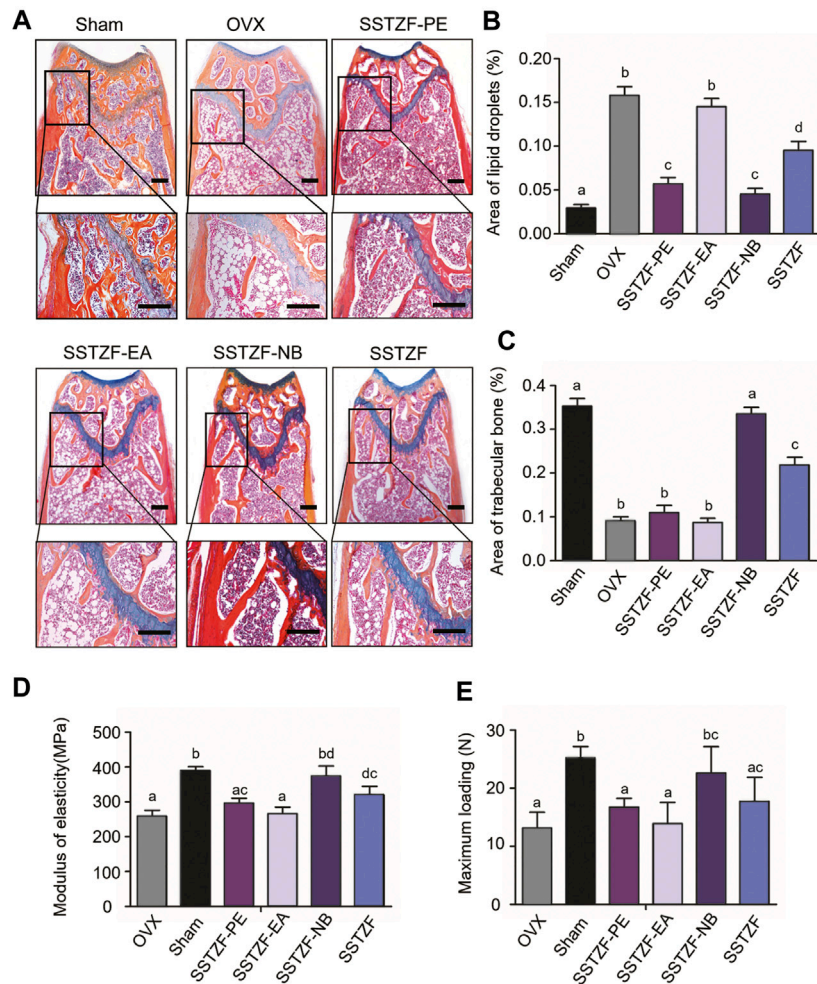 A
Sham
OVX
SSTZF-PE
SSTZF-EA
SSTZF-NB
SSTZF
B
Area of lipid droplets (%)
0.20
0.15
0.10
0.05
0.00
a
b
c
b
c
d
Sham
OVX
SSTZF-PE
SSTZF-EA
SSTZF-NB
SSTZF
C
Area of trabecular bone (%)
0.4
0.3
0.2
0.1
0.0
a
b
b
b
a
c
Sham
OVX
SSTZF-PE
SSTZF-EA
SSTZF-NB
SSTZF
D
Modulus of elasticity(MPa)
500
400
300
200
100
0
a
b
ac
a
bd
dc
OVX
Sham
SSTZF-PE
SSTZF-EA
SSTZF-NB
SSTZF
E
Maximum loading (N)
30
20
10
0
a
b
a
a
bc
ac
OVX
Sham
SSTZF-PE
SSTZF-EA
SSTZF-NB
SSTZF